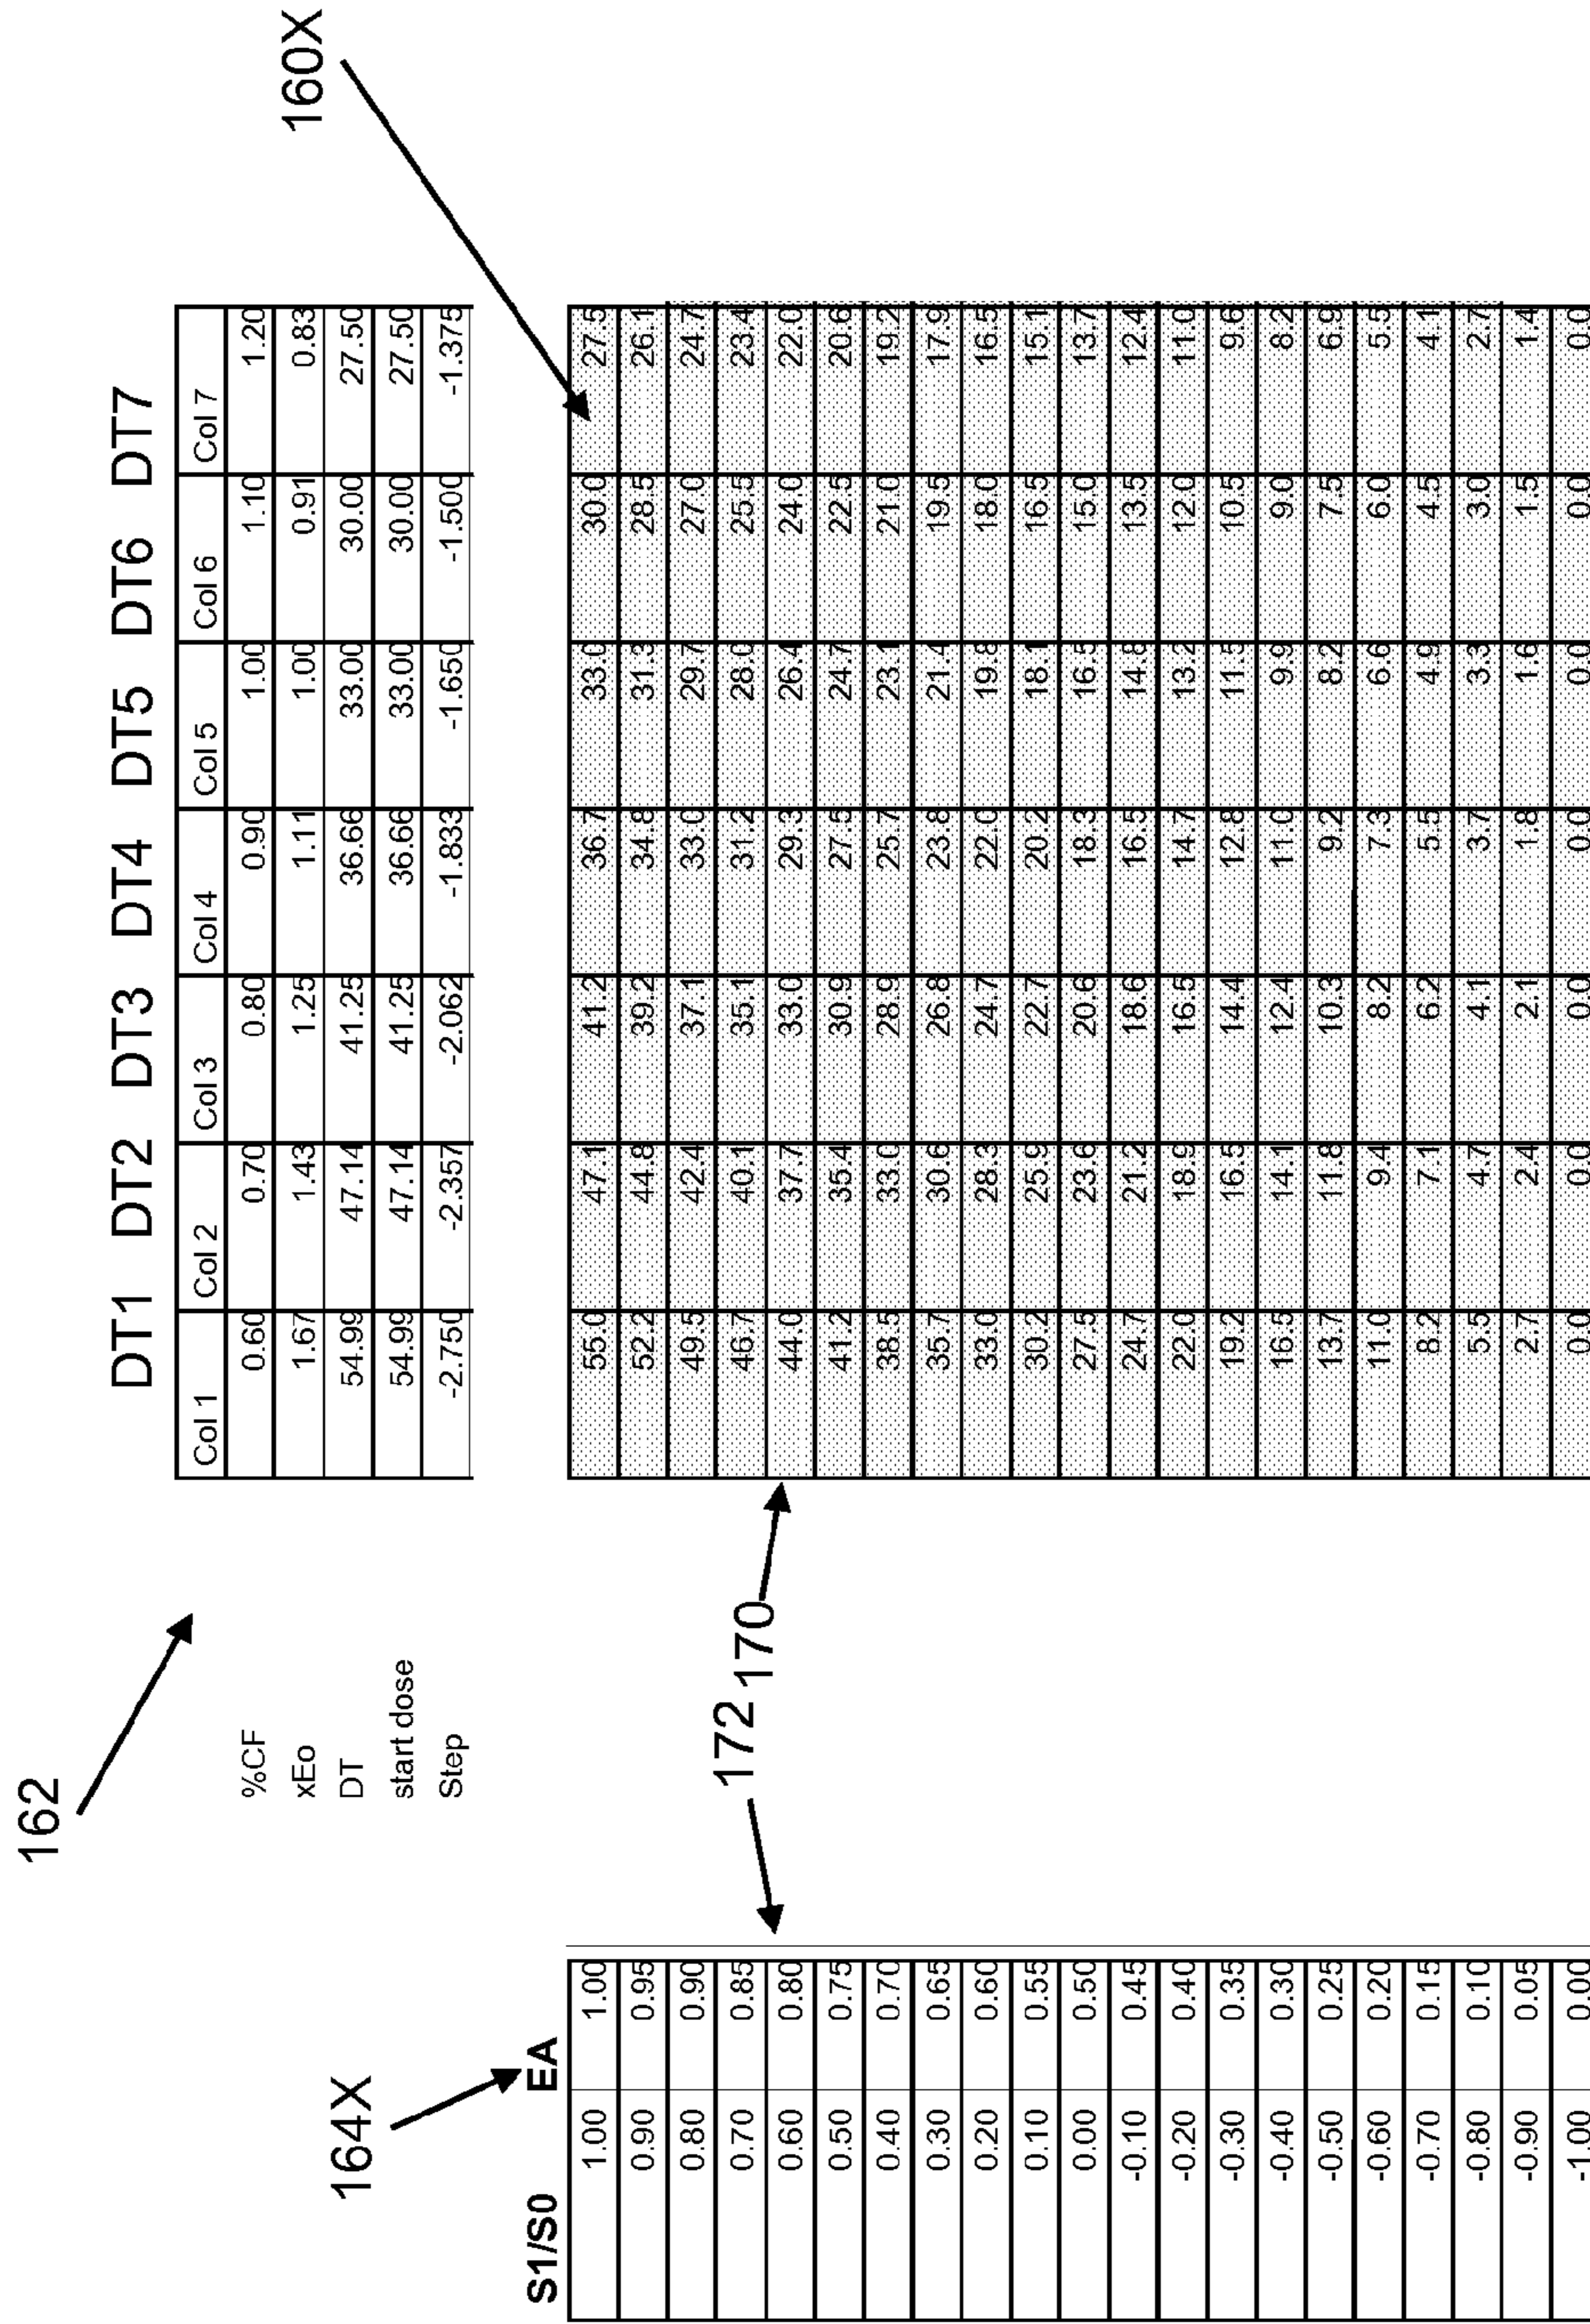 162
160X
DT1 DT2 DT3 DT4 DT5 DT6 DT7
Col 1 Col 2 Col 3 Col 4 Col 5 Col 6 Col 7
%CF 0.60 0.70 0.80 0.90 1.00 1.10 1.20
xEo 1.67 1.43 1.25 1.11 1.00 0.91 0.83
DT 54.99 47.14 41.25 36.66 33.00 30.00 27.50
start dose 54.99 47.14 41.25 36.66 33.00 30.00 27.50
Step -2.750 -2.357 -2.062 -1.833 -1.650 -1.500 -1.375
164X
172 170
S1/S0 EA
1.00 1.00 55.0 47.1 41.2 36.7 33.0 30.0 27.5
0.90 0.95 52.2 44.8 39.2 34.8 31.3 28.5 26.1
0.80 0.90 49.5 42.4 37.1 33.0 29.7 27.0 24.7
0.70 0.85 46.7 40.1 35.1 31.2 28.0 25.5 23.4
0.60 0.80 44.0 37.7 33.0 29.3 26.4 24.0 22.0
0.50 0.75 41.2 35.4 30.9 27.5 24.7 22.5 20.6
0.40 0.70 38.5 33.0 28.9 25.7 23.1 21.0 19.2
0.30 0.65 35.7 30.6 26.8 23.8 21.4 19.5 17.9
0.20 0.60 33.0 28.3 24.7 22.0 19.8 18.0 16.5
0.10 0.55 30.2 25.9 22.7 20.2 18.1 16.5 15.1
0.00 0.50 27.5 23.6 20.6 18.3 16.5 15.0 13.7
-0.10 0.45 24.7 21.2 18.6 16.5 14.8 13.5 12.4
-0.20 0.40 22.0 18.9 16.5 14.7 13.2 12.0 11.0
-0.30 0.35 19.2 16.5 14.4 12.8 11.5 10.5 9.6
-0.40 0.30 16.5 14.1 12.4 11.0 9.9 9.0 8.2
-0.50 0.25 13.7 11.8 10.3 9.2 8.2 7.5 6.9
-0.60 0.20 11.0 9.4 8.2 7.3 6.6 6.0 5.5
-0.70 0.15 8.2 7.1 6.2 5.5 4.9 4.5 4.1
-0.80 0.10 5.5 4.7 4.1 3.7 3.3 3.0 2.7
-0.90 0.05 2.7 2.4 2.1 1.8 1.6 1.5 1.4
-1.00 0.00 0.0 0.0 0.0 0.0 0.0 0.0 0.0